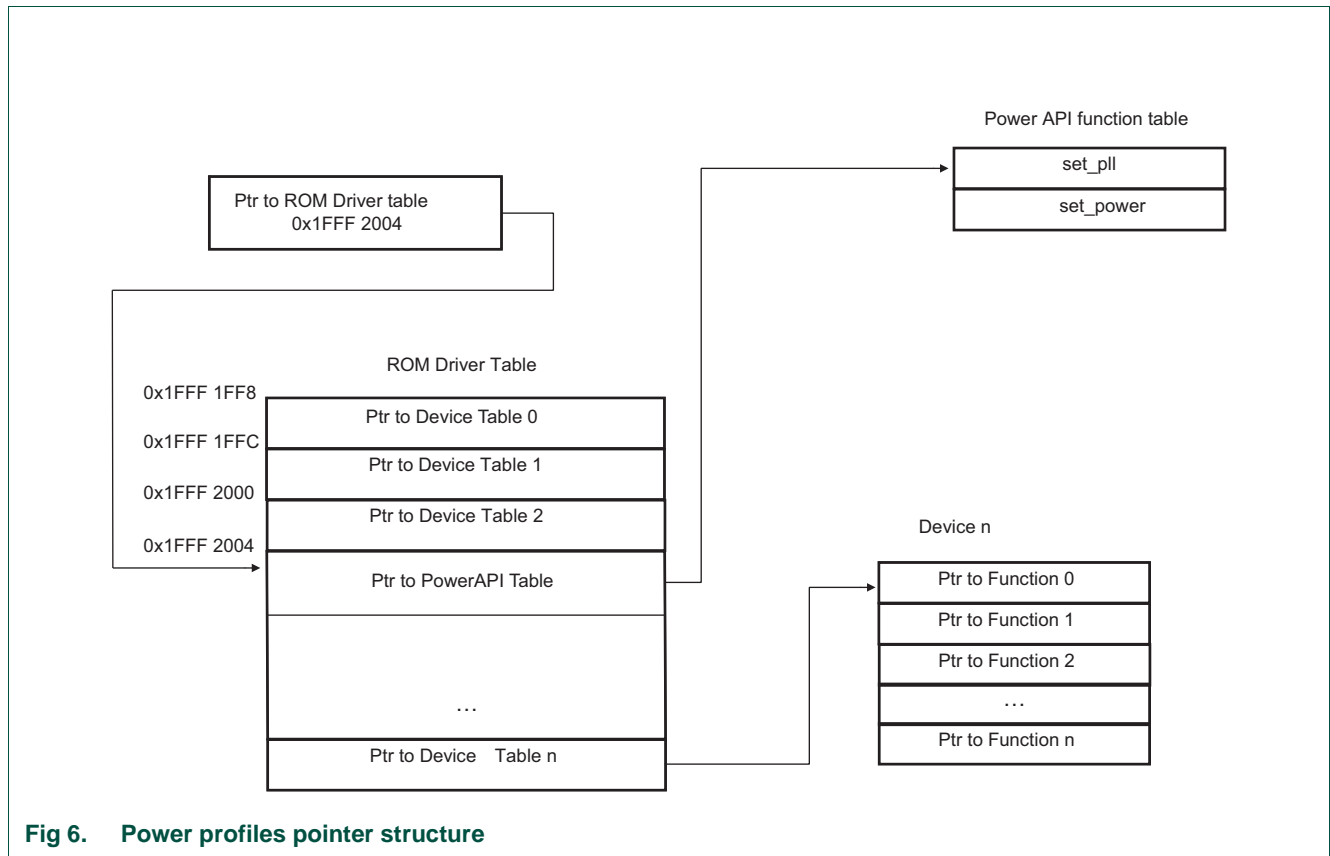 Power API function table
set_pll
set_power
Ptr to ROM Driver table
0x1FFF 2004
ROM Driver Table
0x1FFF 1FF8
Ptr to Device Table 0
0x1FFF 1FFC
Ptr to Device Table 1
0x1FFF 2000
Ptr to Device Table 2
0x1FFF 2004
Ptr to PowerAPI Table
…
Ptr to Device Table n
Device n
Ptr to Function 0
Ptr to Function 1
Ptr to Function 2
…
Ptr to Function n
Fig 6. Power profiles pointer structure